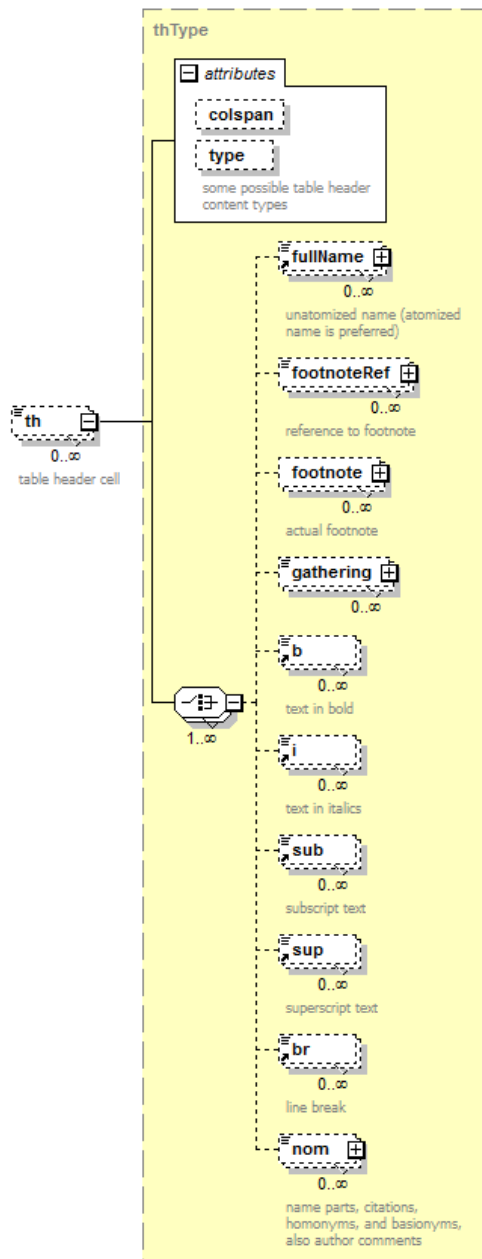 thType
attributes
colspan
type
some possible table header
content types
fullName
0..∞
unatomized name (atomized
name is preferred)
footnoteRef
0..∞
reference to footnote
th
0..∞
table header cell
footnote
0..∞
actual footnote
gathering
0..∞
b
0..∞
text in bold
1..∞
i
0..∞
text in italics
sub
0..∞
subscript text
sup
0..∞
superscript text
br
0..∞
line break
nom
0..∞
name parts, citations,
homonyms, and basionyms,
also author comments